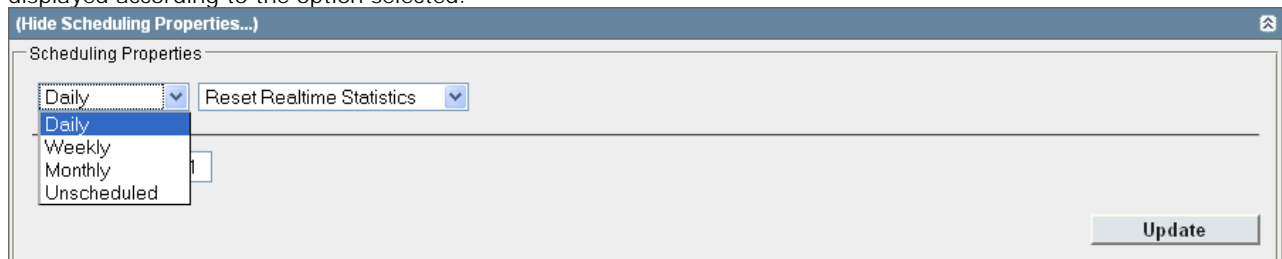 displayed according to the option selected.
(Hide Scheduling Properties...)
Scheduling Properties
Daily Reset Realtime Statistics
Daily
Weekly
Monthly
Unscheduled
Update